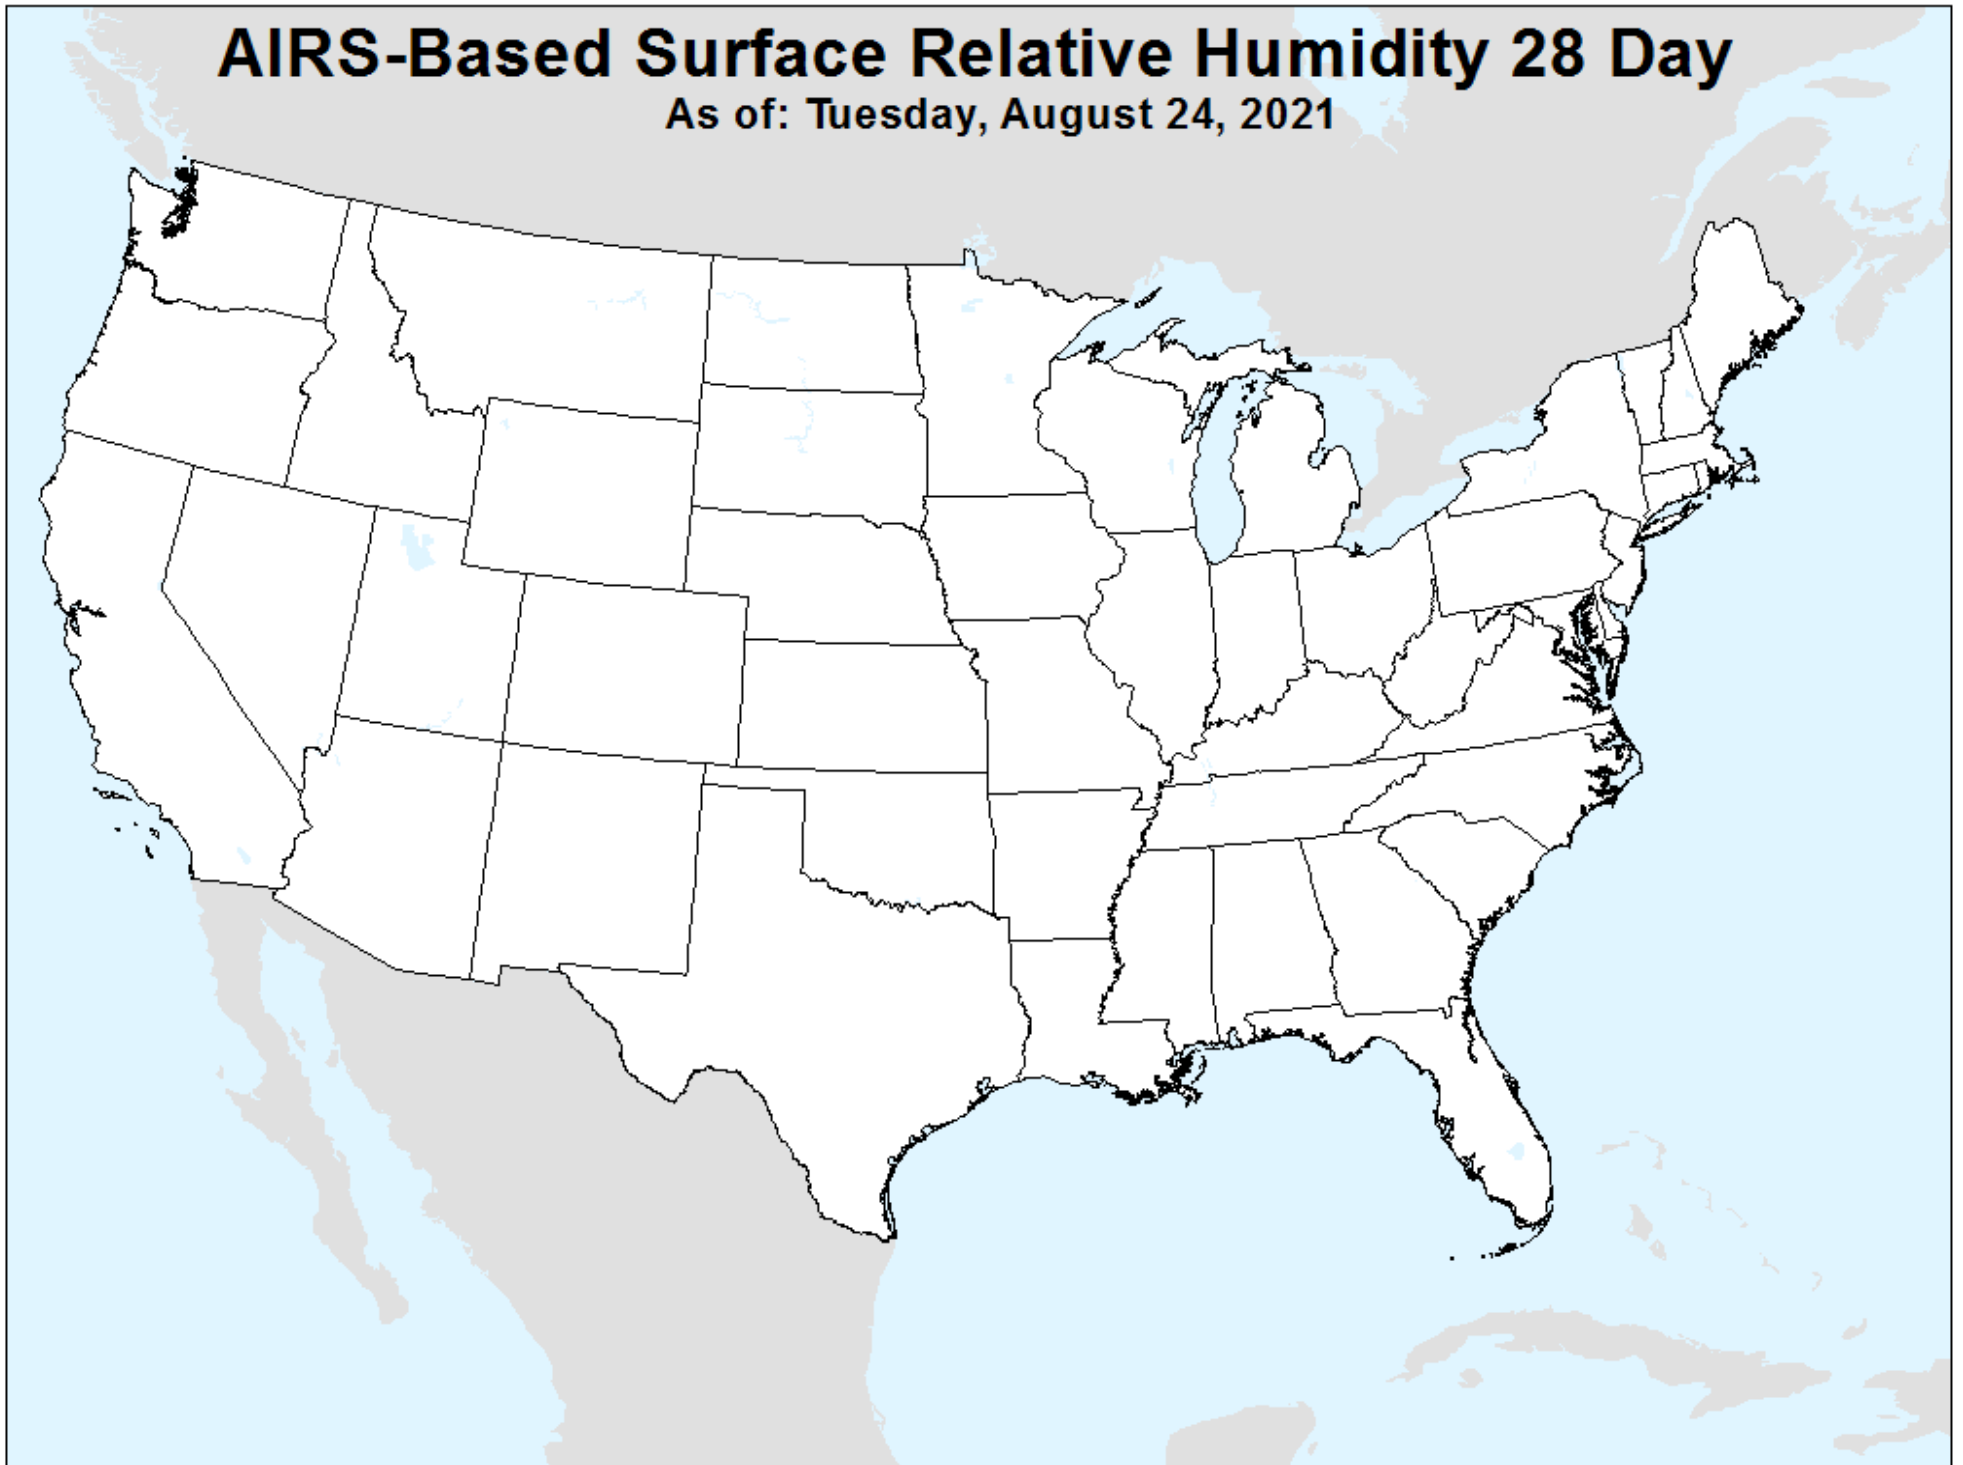 AIRS-Based Surface Relative Humidity 28 Day
As of: Tuesday, August 24, 2021